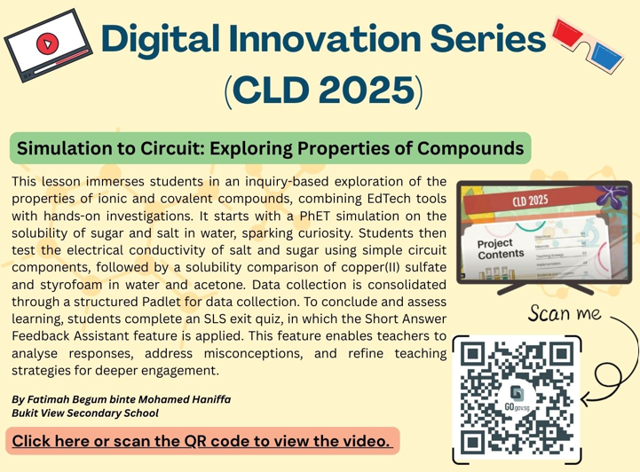 Digital Innovation Series
(CLD 2025)
Simulation to Circuit: Exploring Properties of Compounds
This lesson immerses students in an inquiry-based exploration of the
properties of ionic and covalent compounds, combining EdTech tools
with hands-on investigations. It starts with a PhET simulation on the
solubility of sugar and salt in water, sparking curiosity. Students then
test the electrical conductivity of salt and sugar using simple circuit
components, followed by a solubility comparison of copper(II) sulfate
and styrofoam in water and acetone. Data collection is consolidated
through a structured Padlet for data collection. To conclude and assess
learning, students complete an SLS exit quiz, in which the Short Answer
Feedback Assistant feature is applied. This feature enables teachers to
analyse responses, address misconceptions, and refine teaching
strategies for deeper engagement.
By Fatimah Begum binte Mohamed Haniffa
Bukit View Secondary School
Click here or scan the QR code to view the video.
CLD 2025
Project
Contents
Scan me
GO.gov.sg